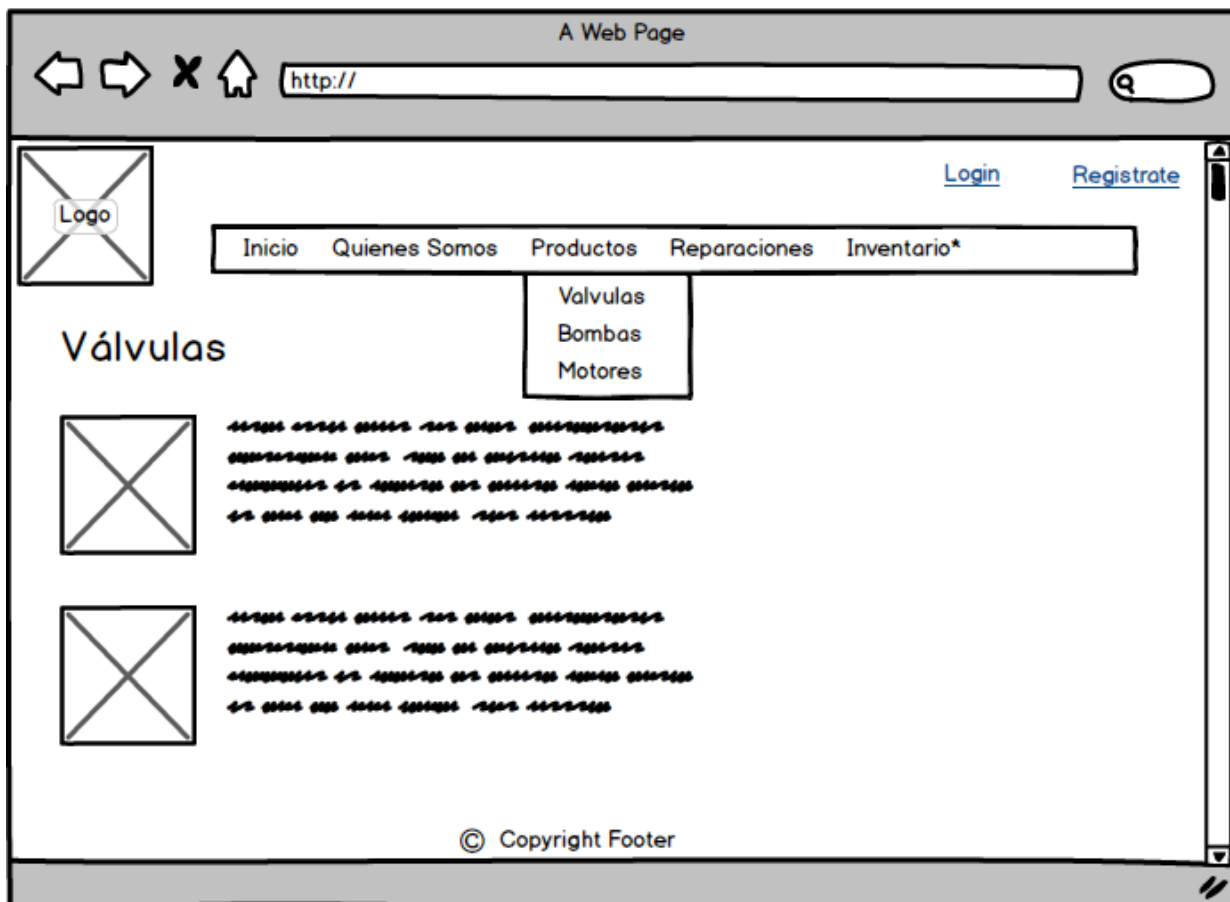 A Web Page
http://
Login Registrate
Logo
Inicio Quienes Somos Productos Reparaciones Inventario*
Valvulas
Bombas
Motores
Válvulas
© Copyright Footer